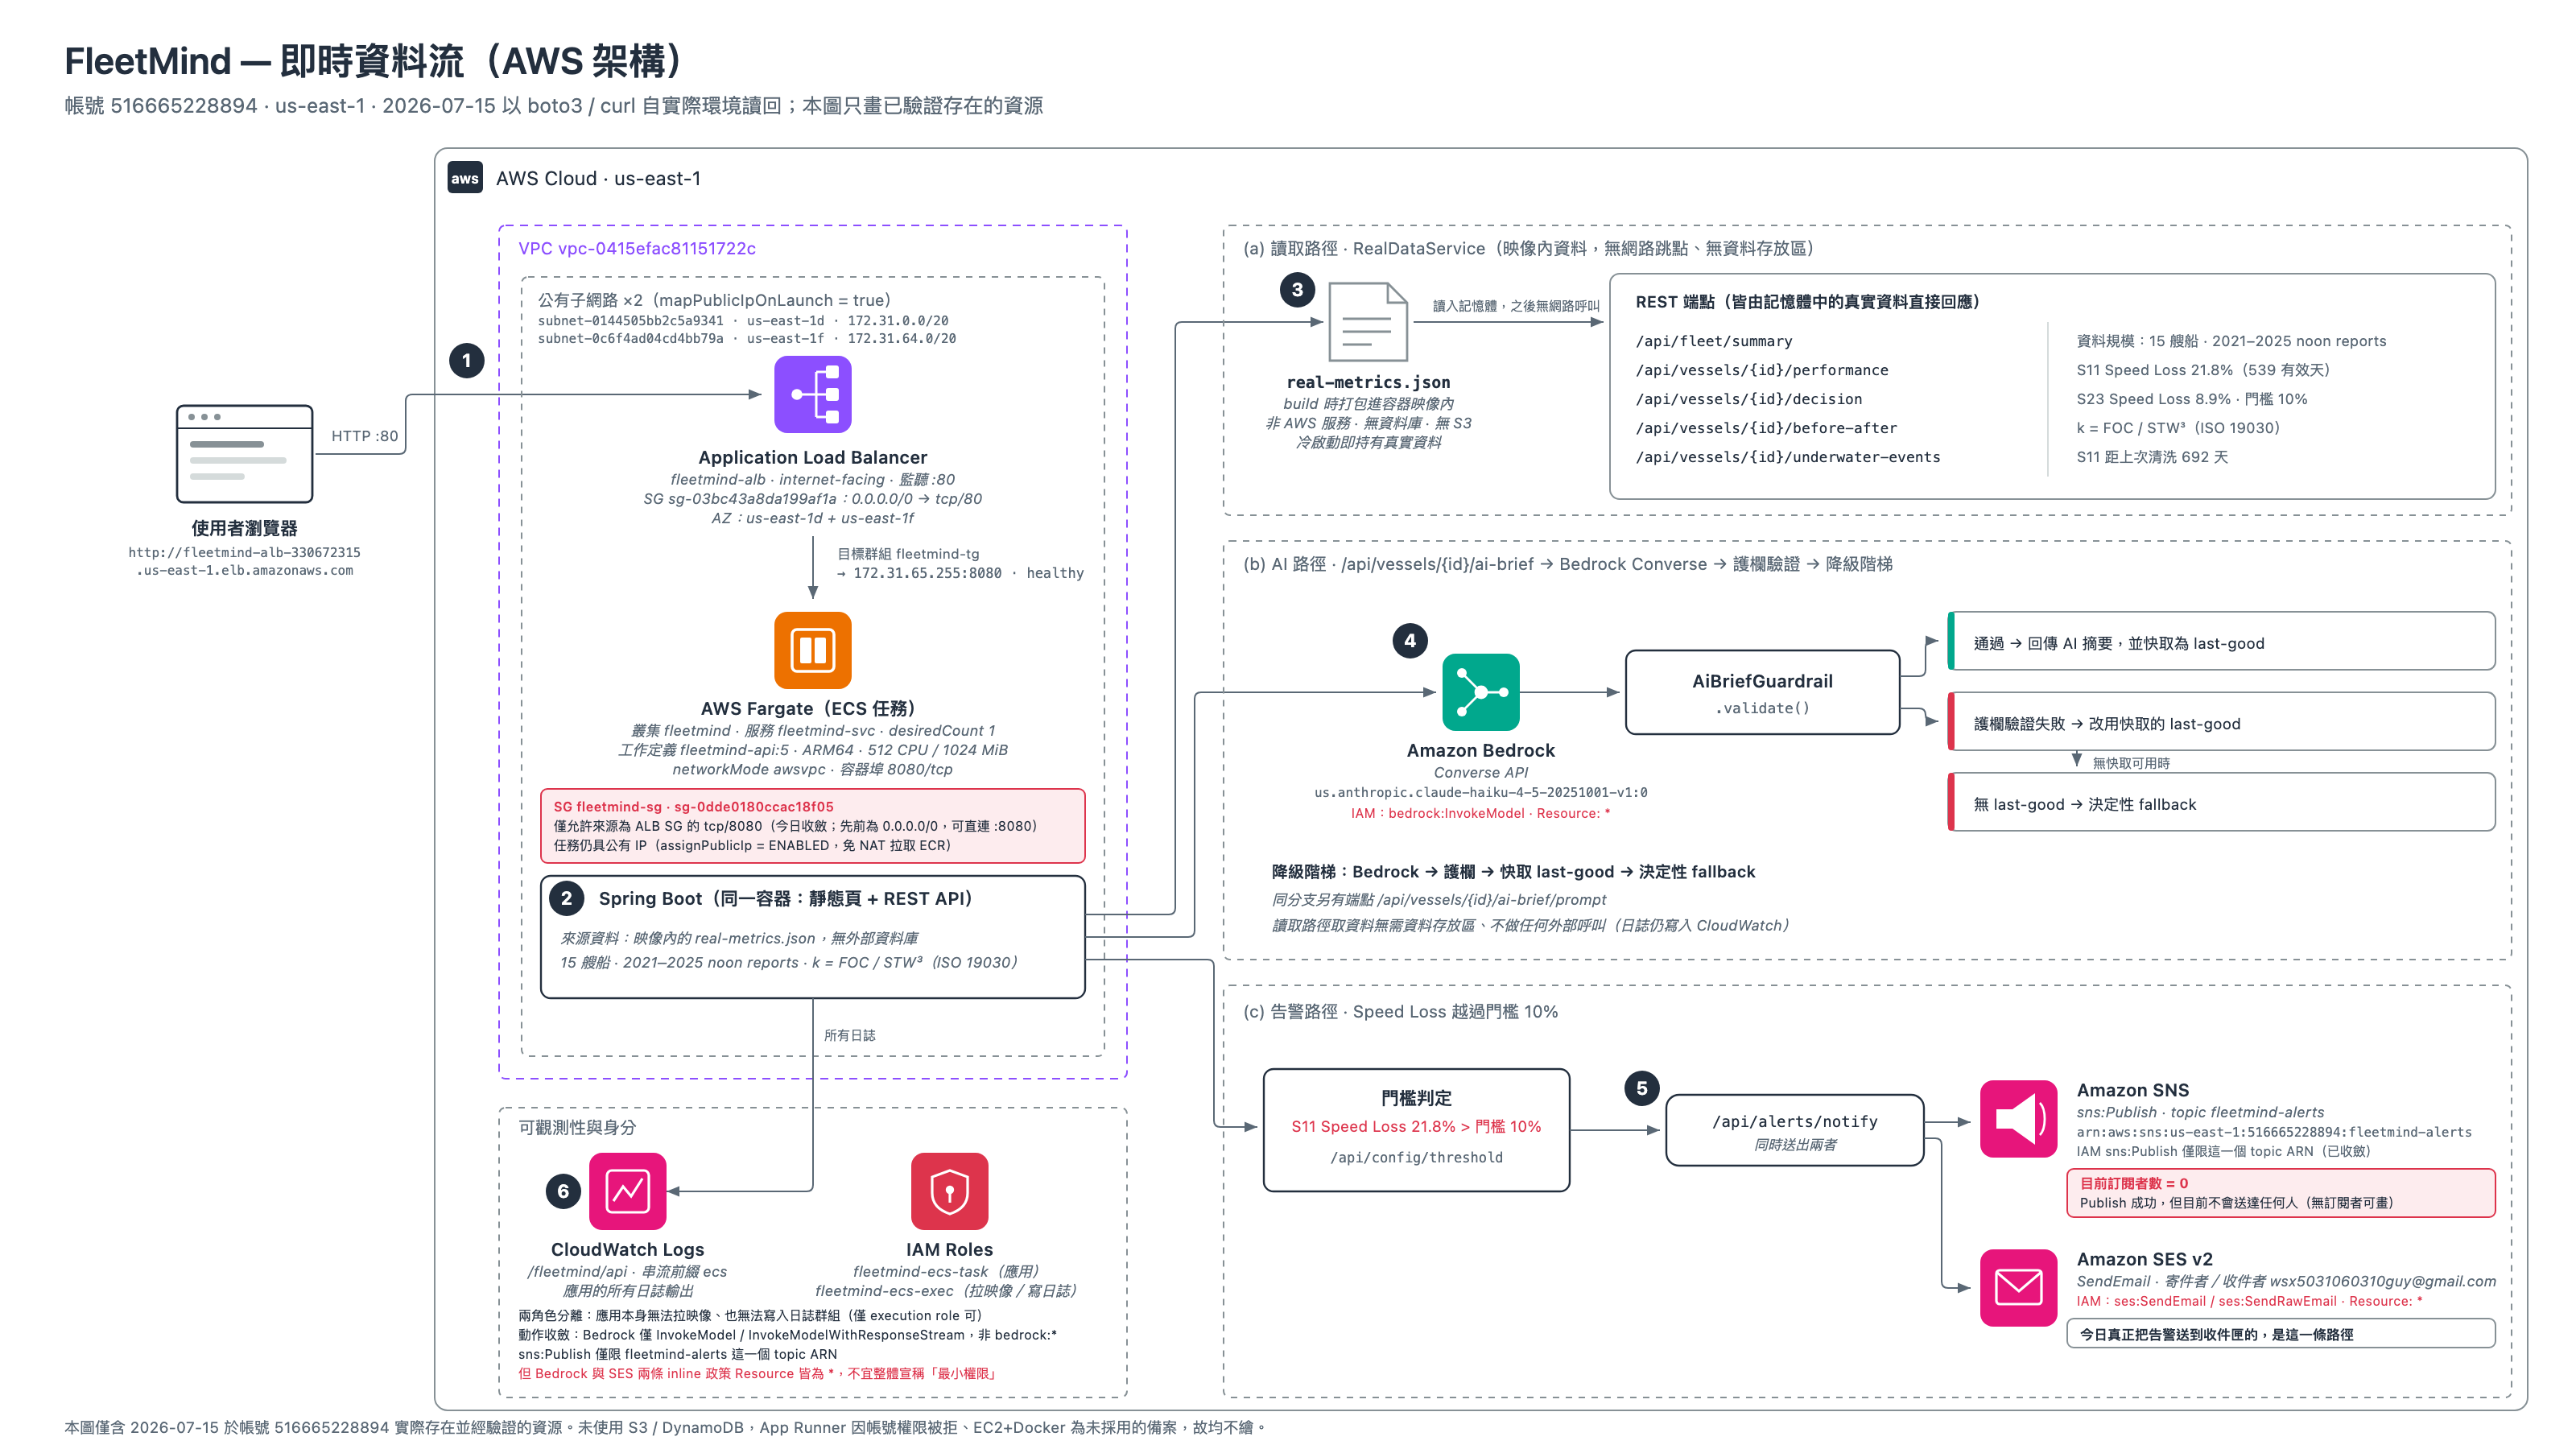 FleetMind — 即時資料流（AWS 架構）
帳號 516665228894 · us-east-1 · 2026-07-15 以 boto3 / curl 自實際環境讀回；本圖只畫已驗證存在的資源
aws
AWS Cloud · us-east-1
1
HTTP :80
使用者瀏覽器
http://fleetmind-alb-330672315
.us-east-1.elb.amazonaws.com
VPC vpc-0415efac81151722c
公有子網路 ×2（mapPublicIpOnLaunch = true）
subnet-0144505bb2c5a9341 · us-east-1d · 172.31.0.0/20
subnet-0c6f4ad04cd4bb79a · us-east-1f · 172.31.64.0/20
Application Load Balancer
fleetmind-alb · internet-facing · 監聽 :80
SG sg-03bc43a8da199af1a：0.0.0.0/0 → tcp/80
AZ：us-east-1d + us-east-1f
目標群組 fleetmind-tg
→ 172.31.65.255:8080 · healthy
AWS Fargate（ECS 任務）
叢集 fleetmind · 服務 fleetmind-svc · desiredCount 1
工作定義 fleetmind-api:5 · ARM64 · 512 CPU / 1024 MiB
networkMode awsvpc · 容器埠 8080/tcp
SG fleetmind-sg · sg-0dde0180ccac18f05
僅允許來源為 ALB SG 的 tcp/8080（今日收斂；先前為 0.0.0.0/0，可直連 :8080）
任務仍具公有 IP（assignPublicIp = ENABLED，免 NAT 拉取 ECR）
2
Spring Boot（同一容器：靜態頁 + REST API）
來源資料：映像內的 real-metrics.json，無外部資料庫
15 艘船 · 2021–2025 noon reports · k = FOC / STW³（ISO 19030）
所有日誌
可觀測性與身分
6
CloudWatch Logs
/fleetmind/api · 串流前綴 ecs
應用的所有日誌輸出
IAM Roles
fleetmind-ecs-task（應用）
fleetmind-ecs-exec（拉映像 / 寫日誌）
兩角色分離：應用本身無法拉映像、也無法寫入日誌群組（僅 execution role 可）
動作收斂：Bedrock 僅 InvokeModel / InvokeModelWithResponseStream，非 bedrock:*
sns:Publish 僅限 fleetmind-alerts 這一個 topic ARN
但 Bedrock 與 SES 兩條 inline 政策 Resource 皆為 *，不宜整體宣稱「最小權限」
(a) 讀取路徑 · RealDataService（映像內資料，無網路跳點、無資料存放區）
3
讀入記憶體，之後無網路呼叫
real-metrics.json
build 時打包進容器映像內
非 AWS 服務 · 無資料庫 · 無 S3
冷啟動即持有真實資料
REST 端點（皆由記憶體中的真實資料直接回應）
/api/fleet/summary
/api/vessels/{id}/performance
/api/vessels/{id}/decision
/api/vessels/{id}/before-after
/api/vessels/{id}/underwater-events
資料規模：15 艘船 · 2021–2025 noon reports
S11 Speed Loss 21.8%（539 有效天）
S23 Speed Loss 8.9% · 門檻 10%
k = FOC / STW³（ISO 19030）
S11 距上次清洗 692 天
(b) AI 路徑 · /api/vessels/{id}/ai-brief → Bedrock Converse → 護欄驗證 → 降級階梯
4
Amazon Bedrock
Converse API
us.anthropic.claude-haiku-4-5-20251001-v1:0
IAM：bedrock:InvokeModel · Resource: *
AiBriefGuardrail
.validate()
通過 → 回傳 AI 摘要，並快取為 last-good
護欄驗證失敗 → 改用快取的 last-good
無快取可用時
無 last-good → 決定性 fallback
降級階梯：Bedrock → 護欄 → 快取 last-good → 決定性 fallback
同分支另有端點 /api/vessels/{id}/ai-brief/prompt
讀取路徑取資料無需資料存放區、不做任何外部呼叫（日誌仍寫入 CloudWatch）
(c) 告警路徑 · Speed Loss 越過門檻 10%
門檻判定
S11 Speed Loss 21.8% > 門檻 10%
/api/config/threshold
5
/api/alerts/notify
同時送出兩者
Amazon SNS
sns:Publish · topic fleetmind-alerts
arn:aws:sns:us-east-1:516665228894:fleetmind-alerts
IAM sns:Publish 僅限這一個 topic ARN（已收斂）
目前訂閱者數 = 0
Publish 成功，但目前不會送達任何人（無訂閱者可畫）
Amazon SES v2
SendEmail · 寄件者 / 收件者 wsx5031060310guy@gmail.com
IAM：ses:SendEmail / ses:SendRawEmail · Resource: *
今日真正把告警送到收件匣的，是這一條路徑
本圖僅含 2026-07-15 於帳號 516665228894 實際存在並經驗證的資源。未使用 S3 / DynamoDB，App Runner 因帳號權限被拒、EC2+Docker 為未採用的備案，故均不繪。